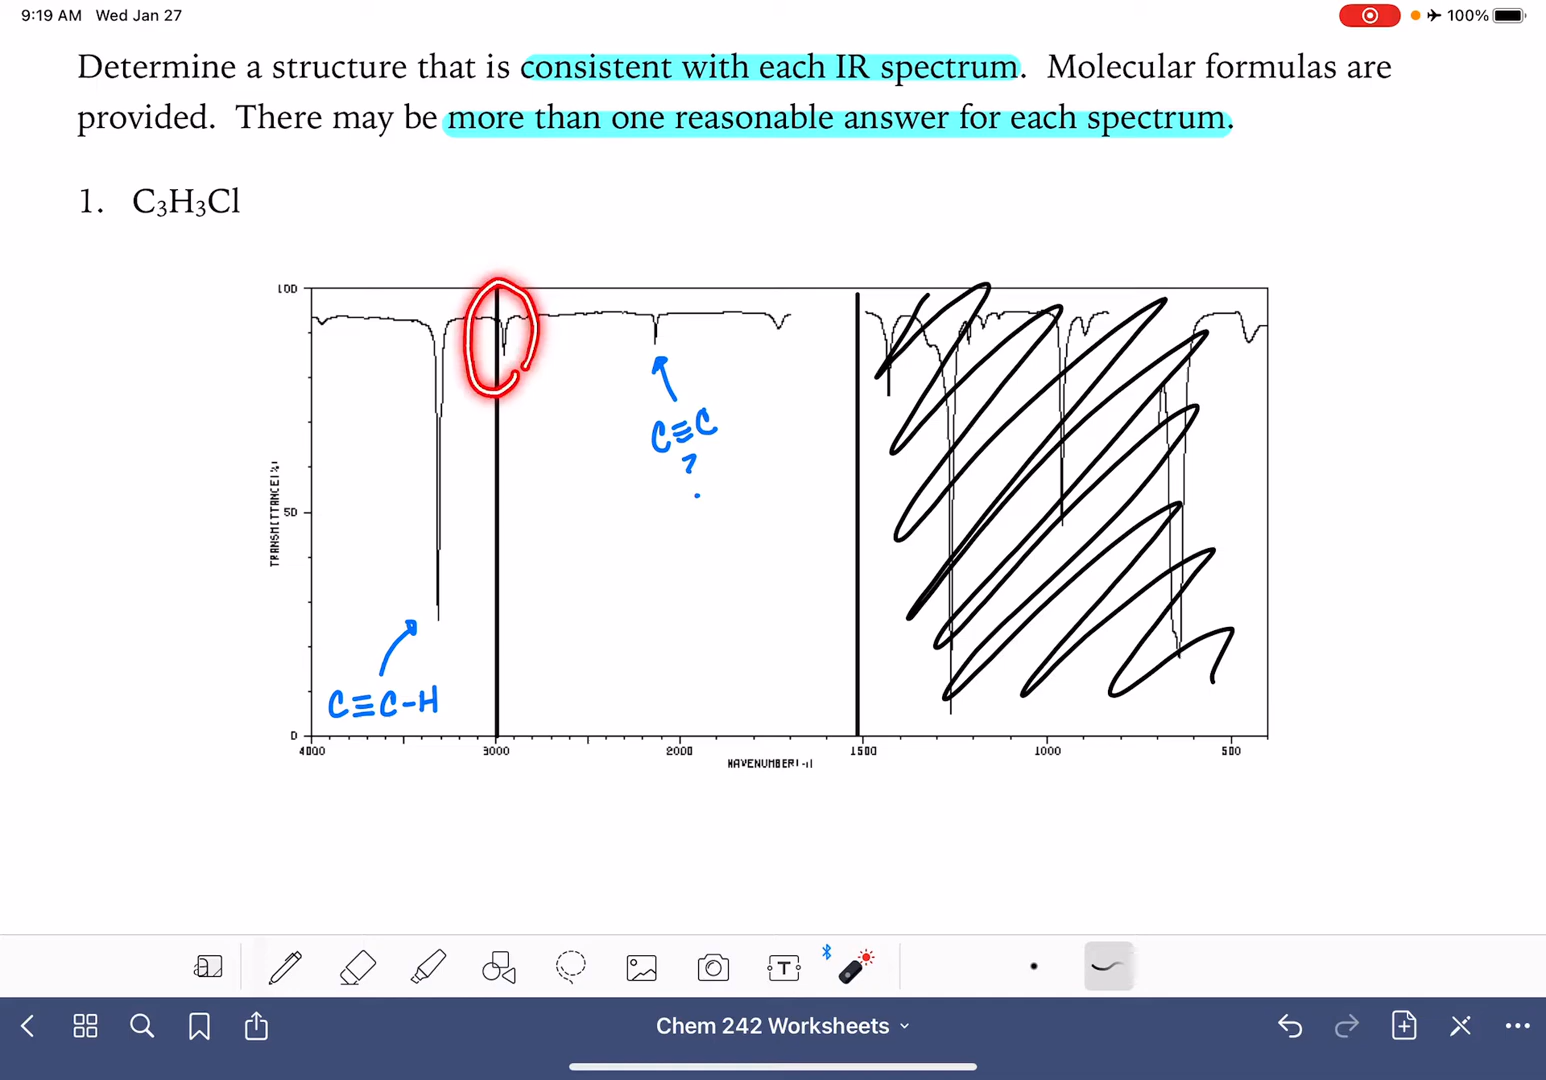 9:19 AM Wed Jan 27
100%
Determine a structure that is consistent with each IR spectrum. Molecular formulas are
provided. There may be more than one reasonable answer for each spectrum.
1. C₃H₃Cl
100
C≡C
?
TRANSMITTANCE(%)
50
C≡C-H
0
4000 3000 2000 1500 1000 500
WAVENUMBER(-1)
T
Chem 242 Worksheets